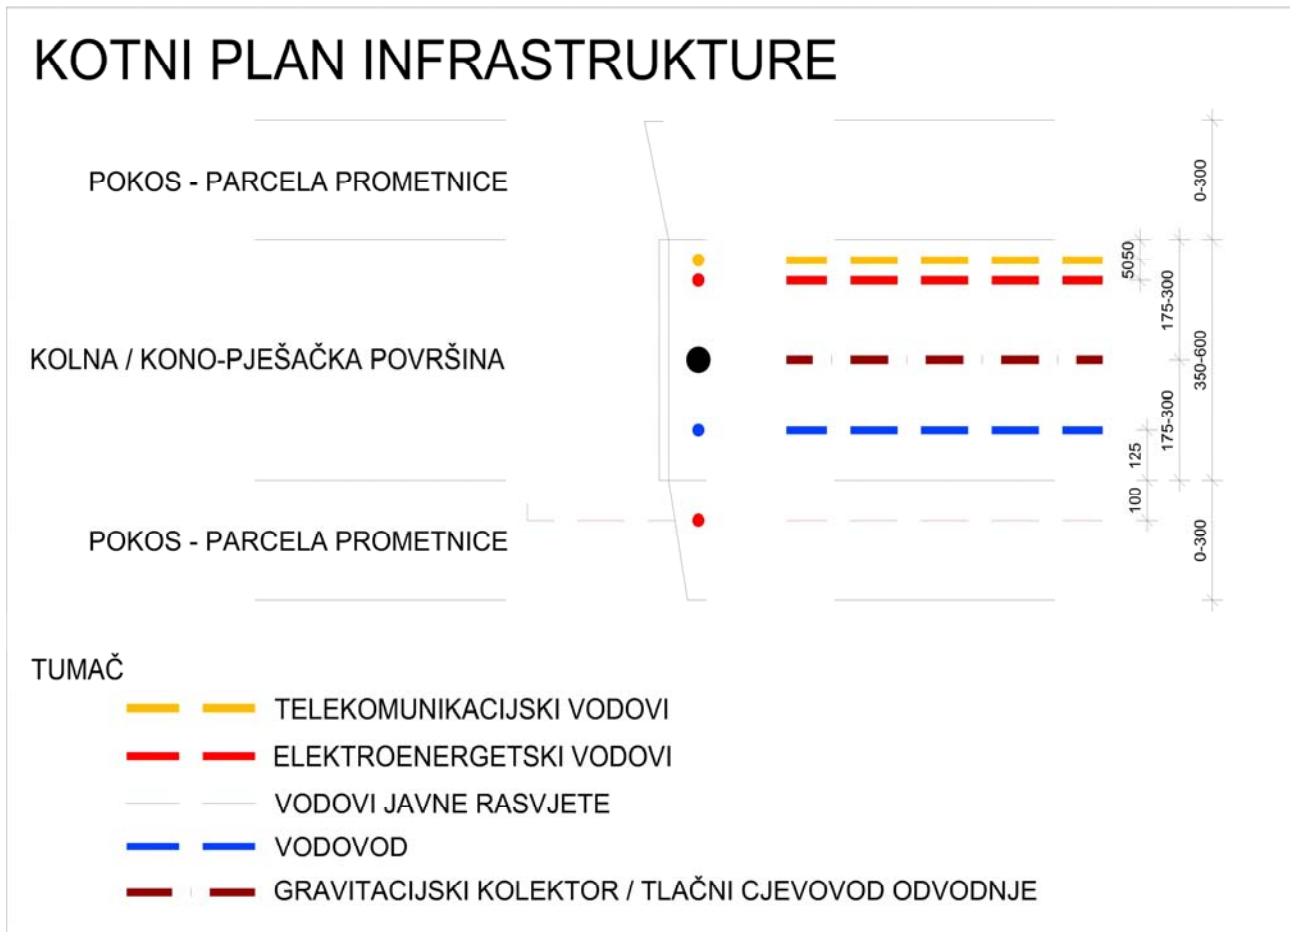 KOTNI PLAN INFRASTRUKTURE
POKOS - PARCELA PROMETNICE
0-300
5050
175-300
KOLNA / KONO-PJEŠAČKA POVRŠINA
350-600
175-300
125
100
POKOS - PARCELA PROMETNICE
0-300
TUMAČ
TELEKOMUNIKACIJSKI VODOVI
ELEKTROENERGETSKI VODOVI
VODOVI JAVNE RASVJETE
VODOVOD
GRAVITACIJSKI KOLEKTOR / TLAČNI CJEVOVOD ODVODNJE